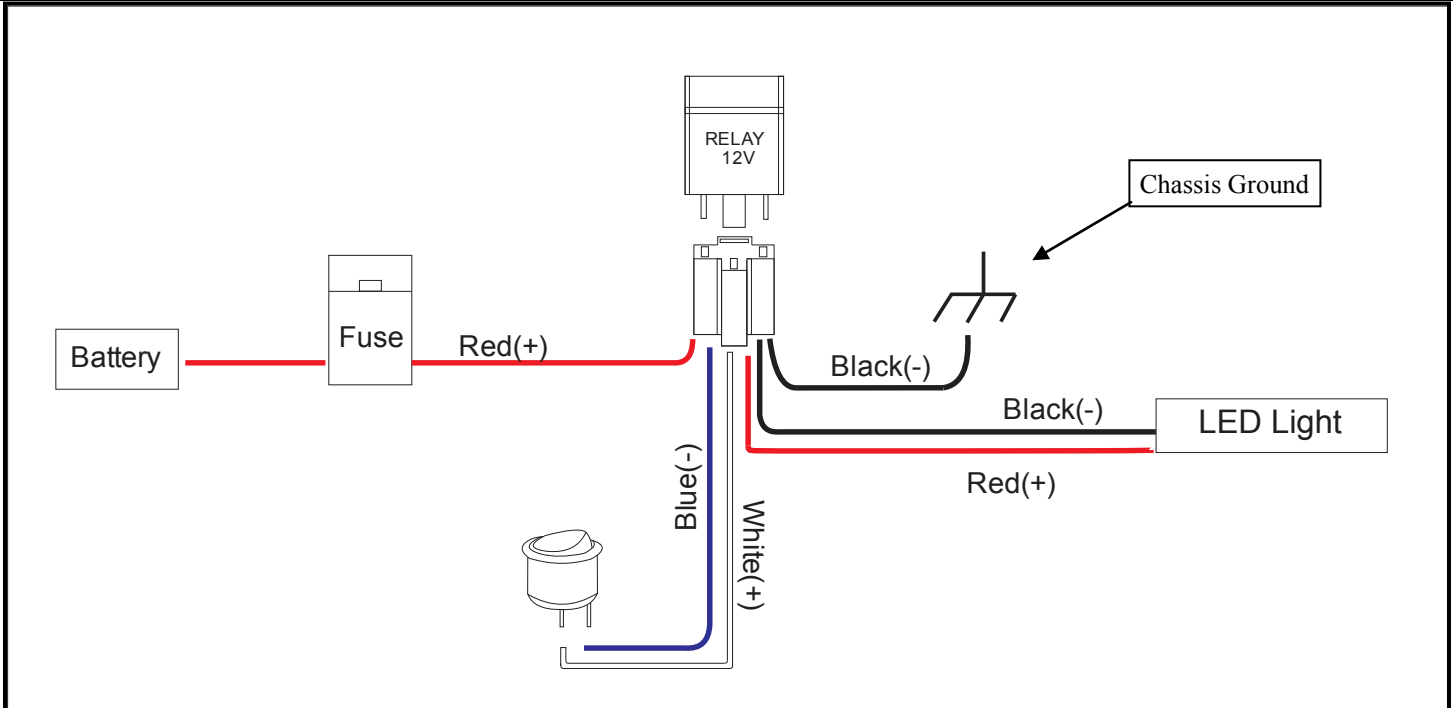 RELAY
12V
Chassis Ground
Battery
Fuse
Red(+)
Black(-)
Black(-)
LED Light
Red(+)
Blue(-)
White(+)